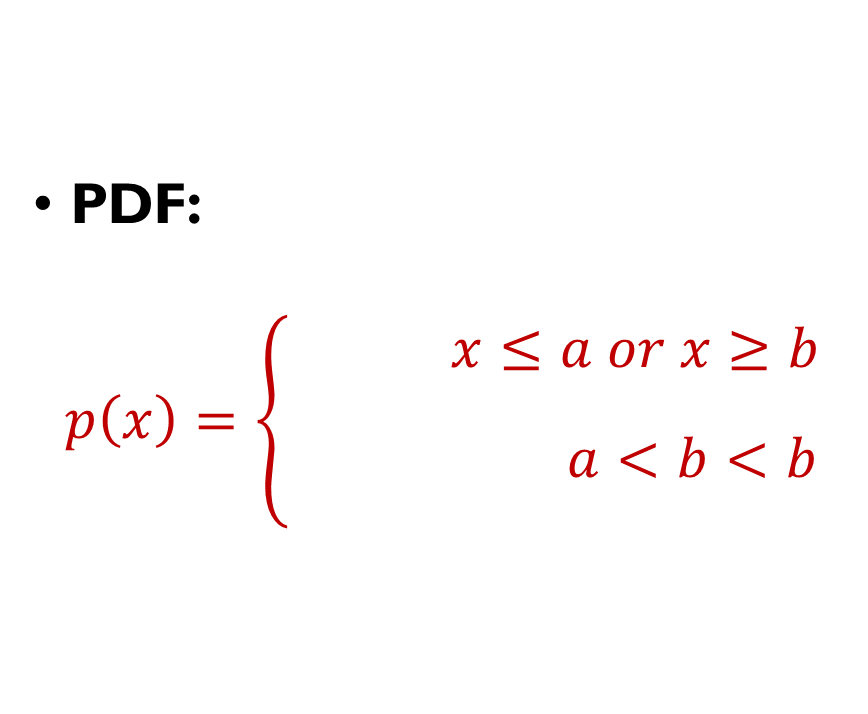 • PDF:
x ≤ a or x ≥ b
p(x) = {
a < b < b